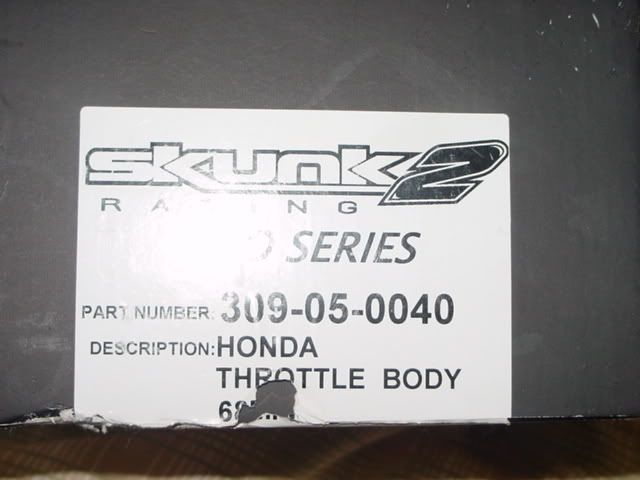 Skunk2
RACING
SERIES
PART NUMBER: 309-05-0040
DESCRIPTION: HONDA
THROTTLE BODY